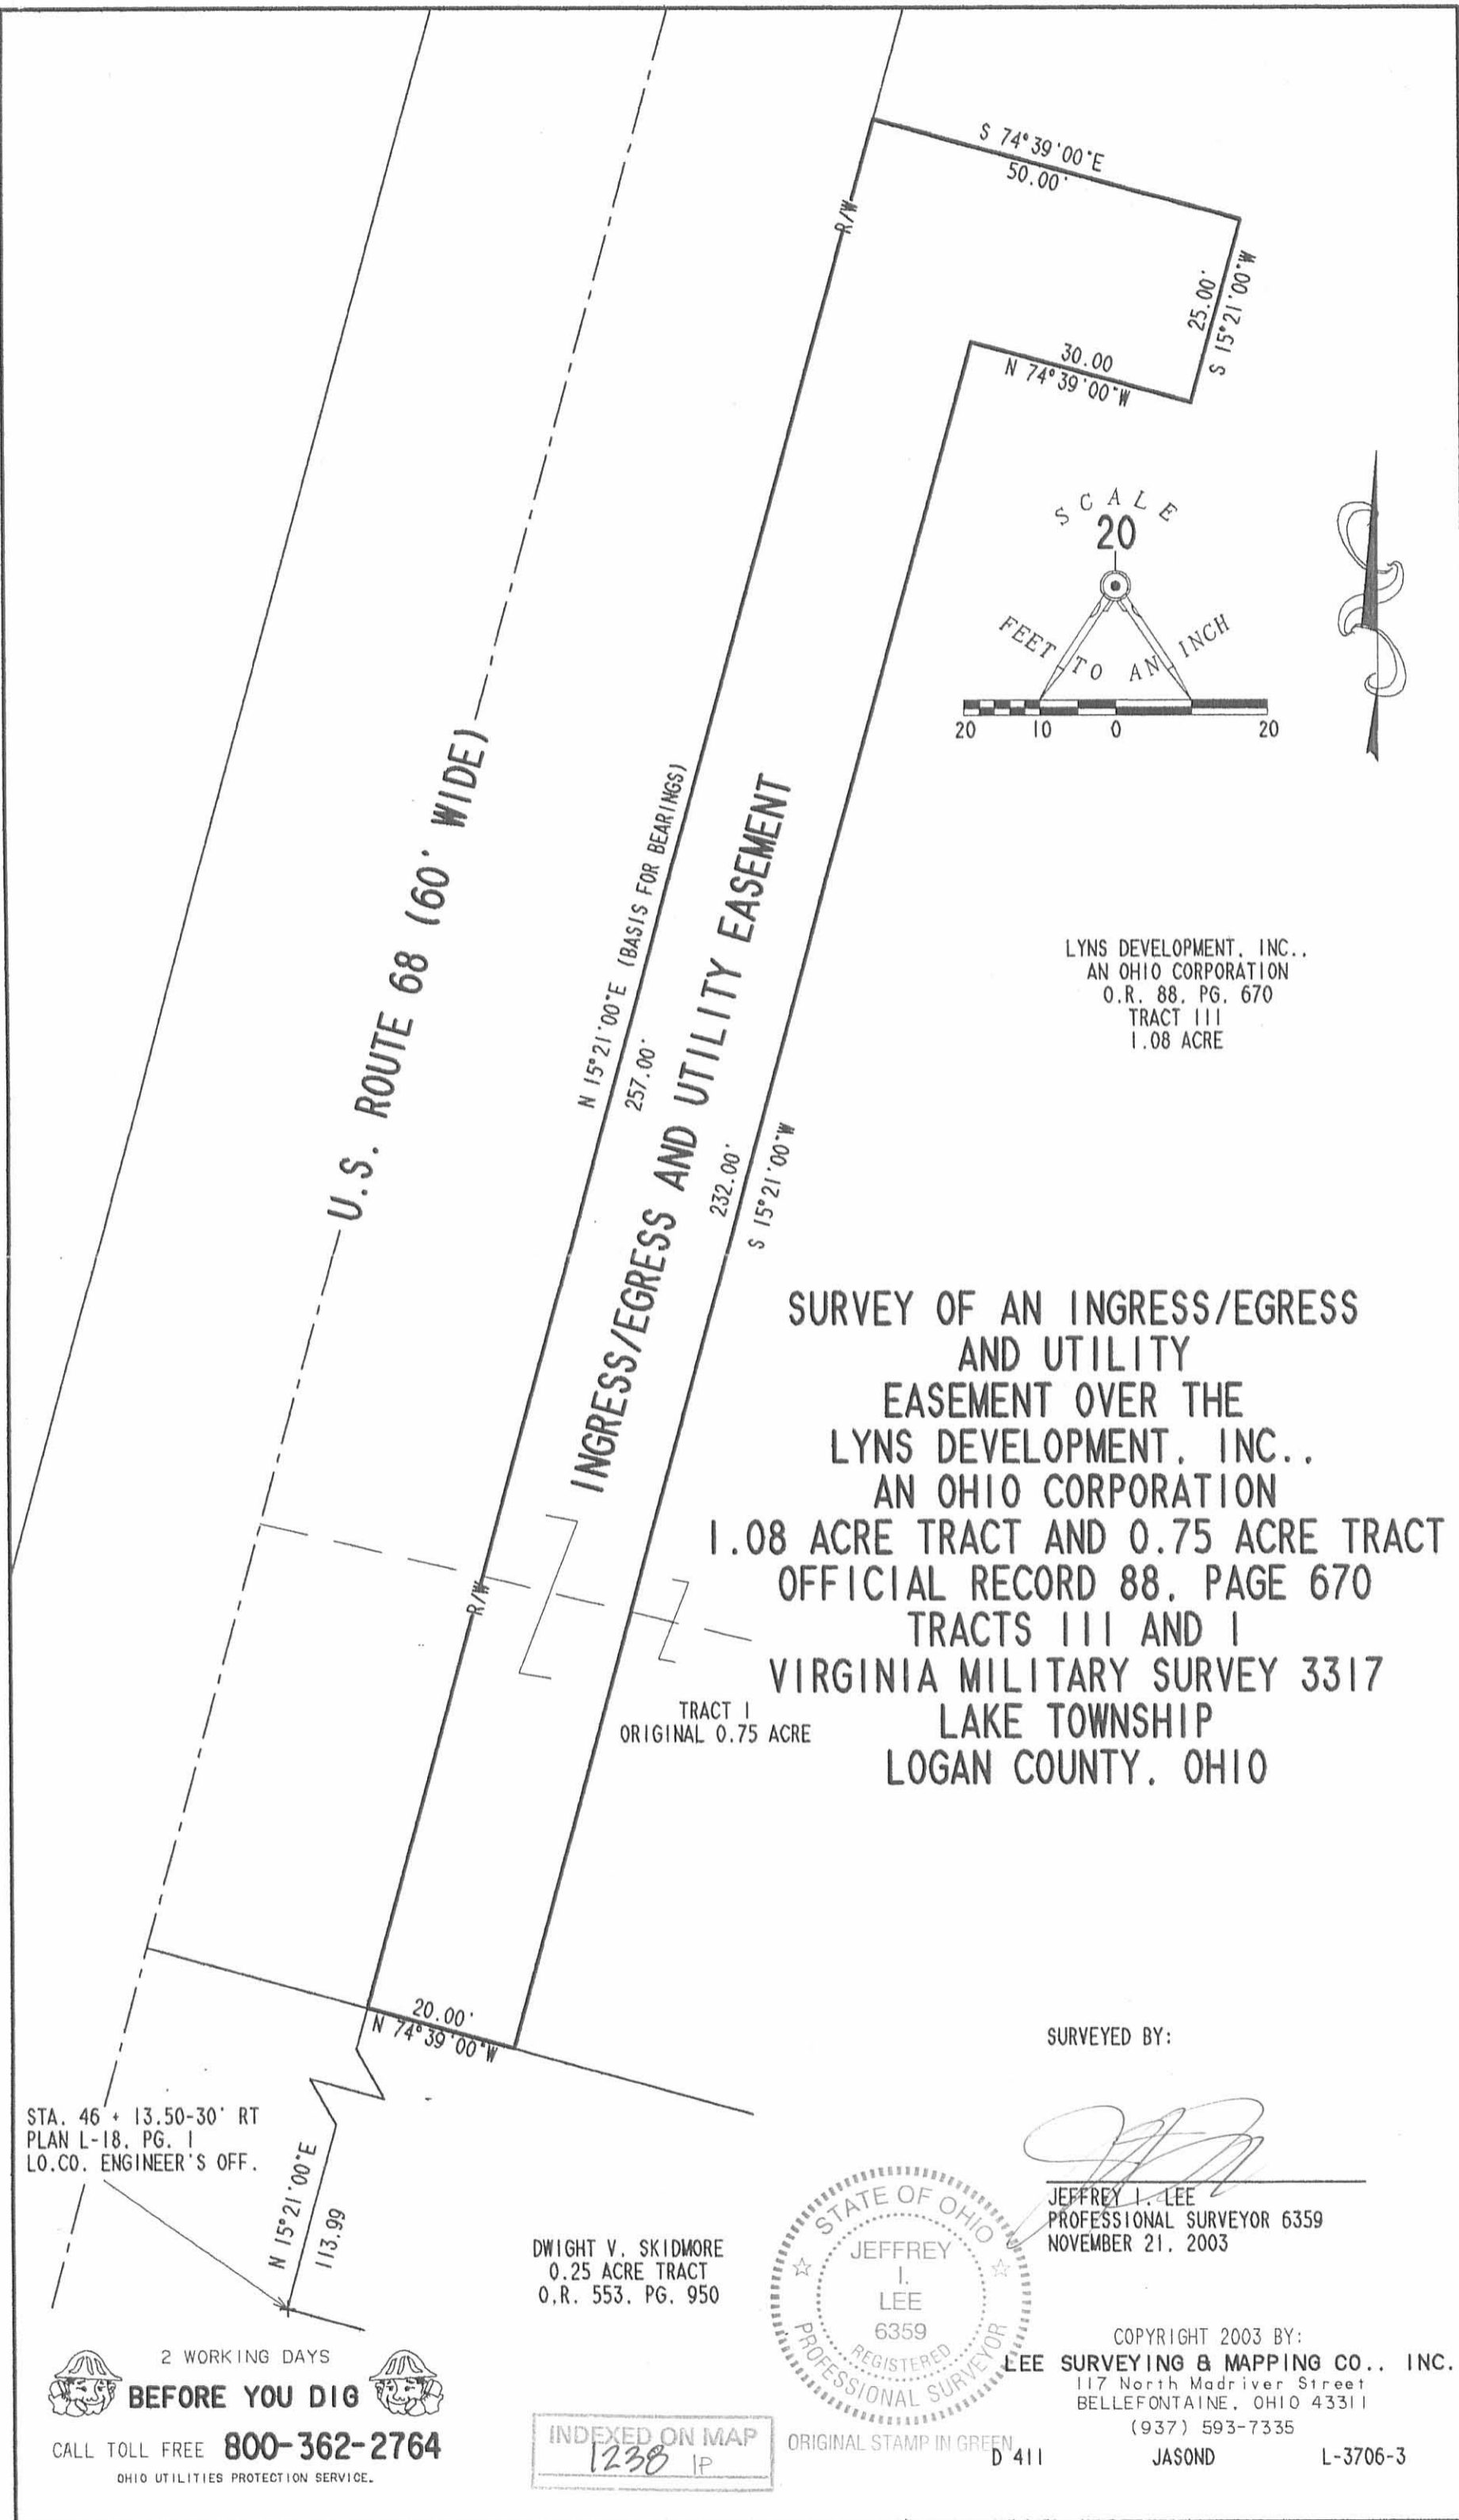 S 74°39'00"E
50.00'
R/W
25.00'
S 15°21'00"W
30.00
N 74°39'00"W
SCALE
20
FEET TO AN INCH
20 10 0 20
U.S. ROUTE 68 (60' WIDE)
N 15°21'00"E (BASIS FOR BEARINGS)
257.00'
INGRESS/EGRESS AND UTILITY EASEMENT
232.00'
S 15°21'00"W
LYNS DEVELOPMENT, INC.,
AN OHIO CORPORATION
O.R. 88, PG. 670
TRACT III
1.08 ACRE
SURVEY OF AN INGRESS/EGRESS
AND UTILITY
EASEMENT OVER THE
LYNS DEVELOPMENT, INC.,
AN OHIO CORPORATION
1.08 ACRE TRACT AND 0.75 ACRE TRACT
OFFICIAL RECORD 88, PAGE 670
TRACTS III AND I
VIRGINIA MILITARY SURVEY 3317
LAKE TOWNSHIP
LOGAN COUNTY, OHIO
R/W
TRACT I
ORIGINAL 0.75 ACRE
20.00'
N 74°39'00"W
STA. 46 + 13.50-30' RT
PLAN L-18, PG. 1
LO.CO. ENGINEER'S OFF.
N 15°21'00"E
113.99
DWIGHT V. SKIDMORE
0.25 ACRE TRACT
O.R. 553, PG. 950
SURVEYED BY:
JEFFREY I. LEE
PROFESSIONAL SURVEYOR 6359
NOVEMBER 21, 2003
STATE OF OHIO
JEFFREY
I.
LEE
6359
REGISTERED
PROFESSIONAL SURVEYOR
ORIGINAL STAMP IN GREEN
COPYRIGHT 2003 BY:
LEE SURVEYING & MAPPING CO., INC.
117 North Madriver Street
BELLEFONTAINE, OHIO 43311
(937) 593-7335
D 411 JASOND L-3706-3
2 WORKING DAYS
BEFORE YOU DIG
CALL TOLL FREE 800-362-2764
OHIO UTILITIES PROTECTION SERVICE.
INDEXED ON MAP
1238 IP